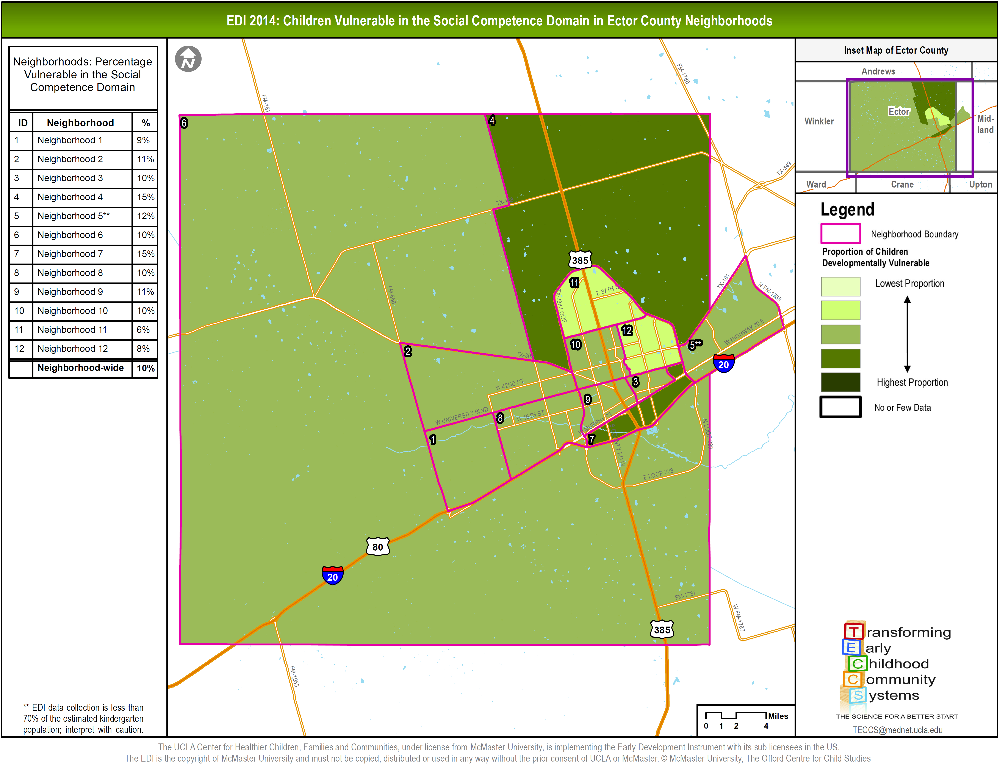 EDI 2014: Children Vulnerable in the Social Competence Domain in Ector County Neighborhoods
Neighborhoods: Percentage
Vulnerable in the Social
Competence Domain
ID Neighborhood %
1 Neighborhood 1 9%
2 Neighborhood 2 11%
3 Neighborhood 3 10%
4 Neighborhood 4 15%
5 Neighborhood 5** 12%
6 Neighborhood 6 10%
7 Neighborhood 7 15%
8 Neighborhood 8 10%
9 Neighborhood 9 11%
10 Neighborhood 10 10%
11 Neighborhood 11 6%
12 Neighborhood 12 8%
Neighborhood-wide 10%
** EDI data collection is less than
70% of the estimated kindergarten
population; interpret with caution.
N
FM-1788
FM-181
6
4
TX-349
385
11
E 87TH
TX-338-LOOP
TX-191
N FM-1788
FM-866
12
10
5**
W HIGHWAY 80 E
2
20
W 42ND ST
3
9
W UNIVERSITY BLVD
8
W 16TH ST
W MURPHY ST
1
7
N LOOP 338
E LOOP 338
80
20
FM-1787
W FM-1787
385
FM-1053
Miles
0 1 2 4
Inset Map of Ector County
Andrews
Ector
Winkler
Mid-
land
Ward
Crane
Upton
Legend
Neighborhood Boundary
Proportion of Children
Developmentally Vulnerable
Lowest Proportion
Highest Proportion
No or Few Data
Transforming
Early
Childhood
Community
Systems
THE SCIENCE FOR A BETTER START
TECCS@mednet.ucla.edu
The UCLA Center for Healthier Children, Families and Communities, under license from McMaster University, is implementing the Early Development Instrument with its sub licensees in the US.
The EDI is the copyright of McMaster University and must not be copied, distributed or used in any way without the prior consent of UCLA or McMaster. © McMaster University, The Offord Centre for Child Studies